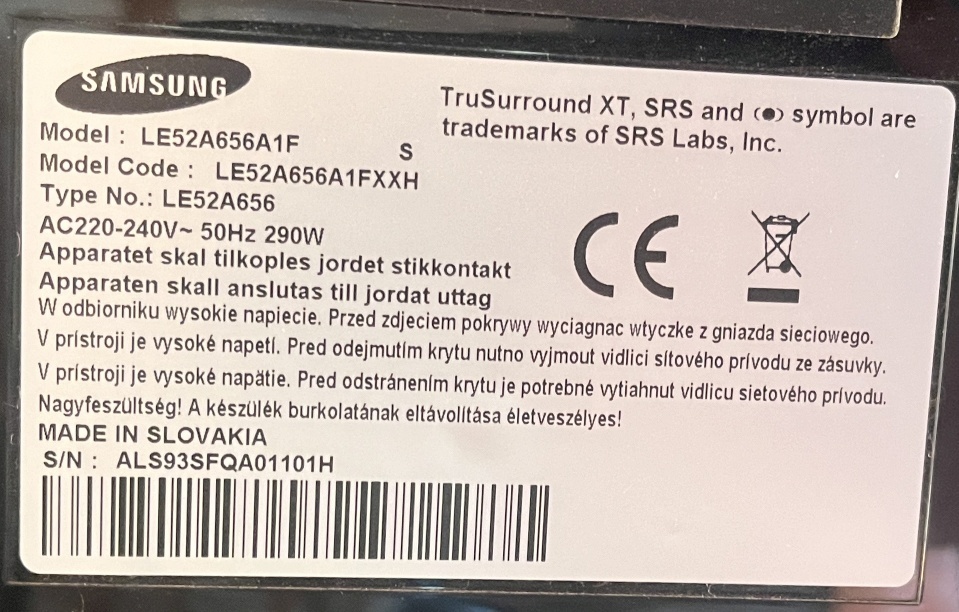 SAMSUNG
TruSurround XT, SRS and (●) symbol are
trademarks of SRS Labs, Inc.
Model : LE52A656A1F
S
Model Code : LE52A656A1FXXH
Type No.: LE52A656
AC220-240V~ 50Hz 290W
Apparatet skal tilkoples jordet stikkontakt
Apparaten skall anslutas till jordat uttag
W odbiorniku wysokie napiecie. Przed zdjeciem pokrywy wyciagnac wtyczke z gniazda sieciowego.
V prístroji je vysoké napetí. Pred odejmutím krytu nutno vyjmout vidlici sítového prívodu ze zásuvky.
V prístroji je vysoké napätie. Pred odstránením krytu je potrebné vytiahnut vidlicu sietového prívodu.
Nagyfeszültség! A készülék burkolatának eltávolítása életveszélyes!
MADE IN SLOVAKIA
S/N : ALS93SFQA01101H
CE